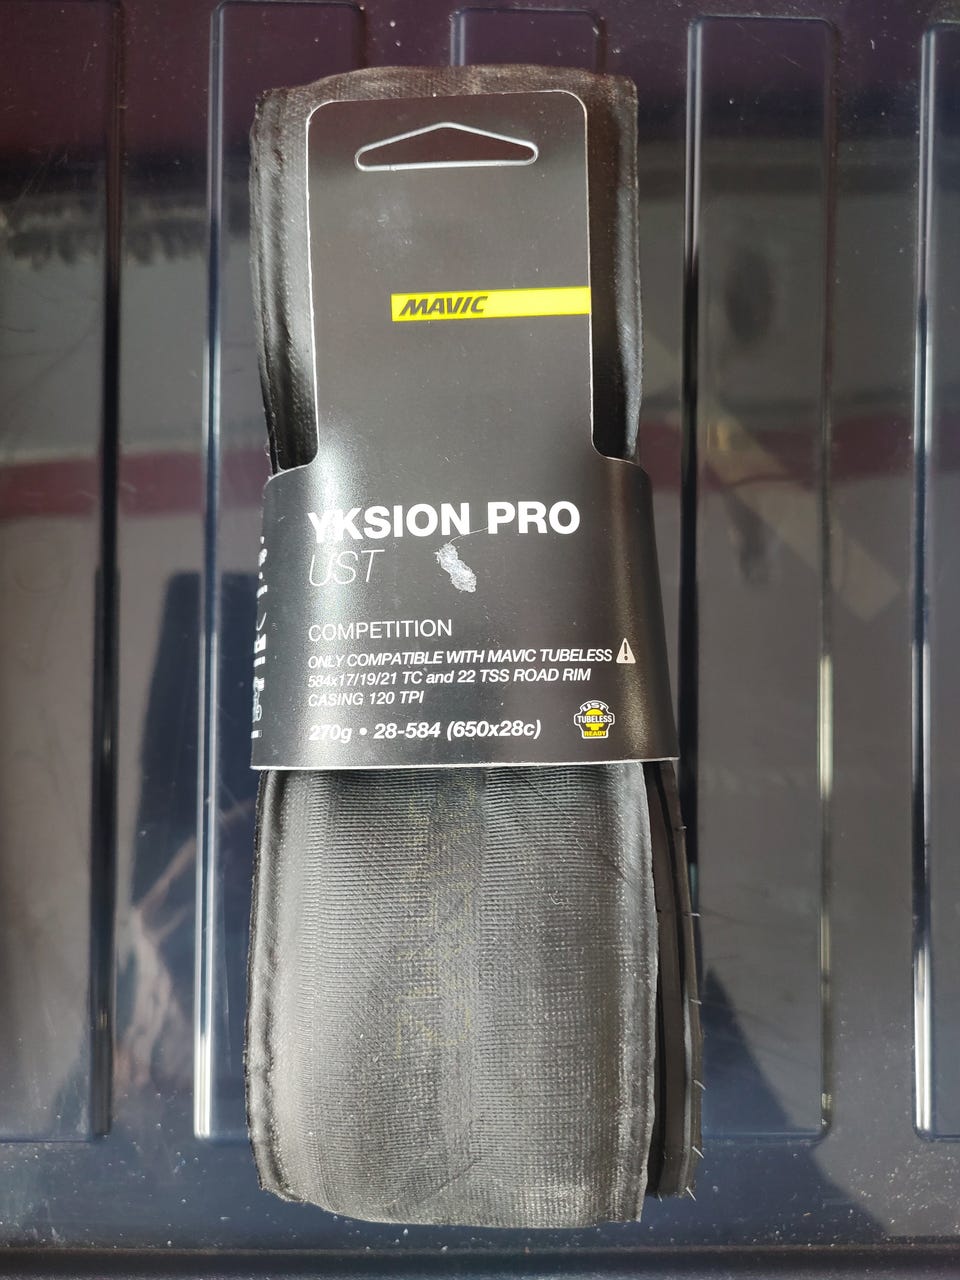 MAVIC
YKSION PRO
UST
COMPETITION
ONLY COMPATIBLE WITH MAVIC TUBELESS
584x17/19/21 TC and 22 TSS ROAD RIM
CASING 120 TPI
270g • 28-584 (650x28c)
UST
TUBELESS
READY